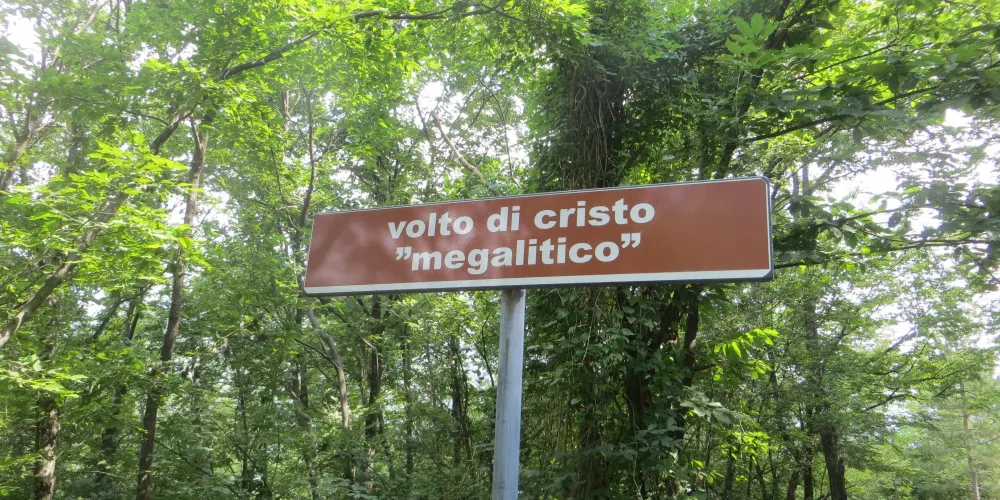 volto di cristo
”megalitico”